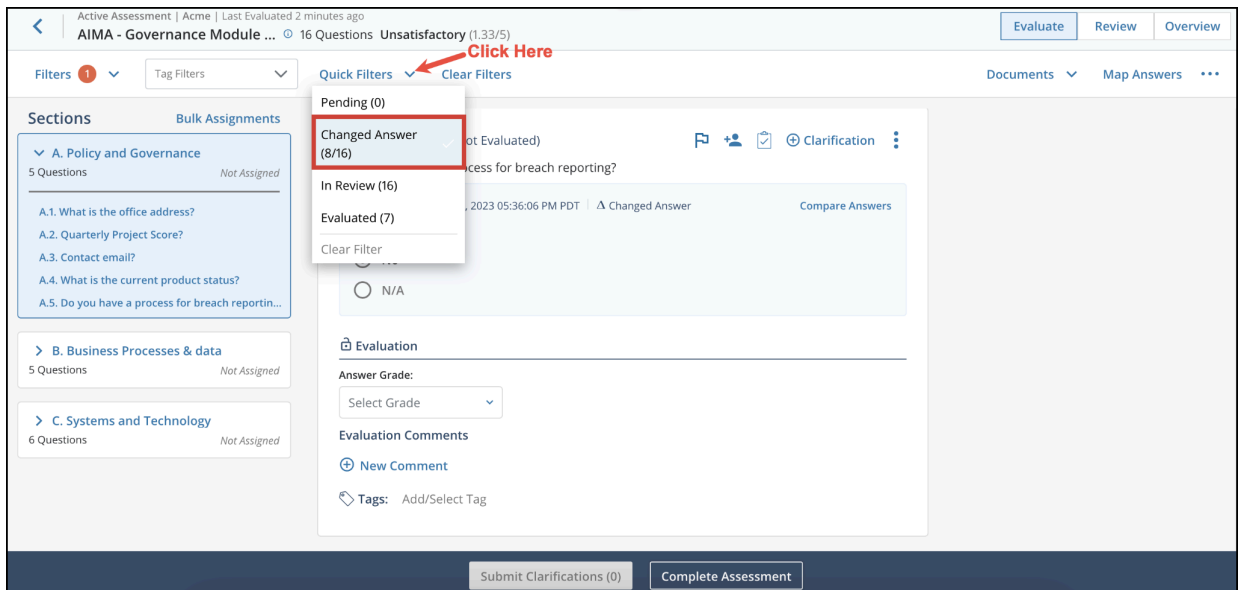 Active Assessment | Acme | Last Evaluated 2 minutes ago
AIMA - Governance Module ... 16 Questions Unsatisfactory (1.33/5)
Evaluate Review Overview
Click Here
Filters 1 Tag Filters Quick Filters Clear Filters Documents Map Answers
Sections Bulk Assignments
A. Policy and Governance
5 Questions Not Assigned
A.1. What is the office address?
A.2. Quarterly Project Score?
A.3. Contact email?
A.4. What is the current product status?
A.5. Do you have a process for breach reportin...
B. Business Processes & data
5 Questions Not Assigned
C. Systems and Technology
6 Questions Not Assigned
Pending (0)
Changed Answer
(8/16)
In Review (16)
Evaluated (7)
Clear Filter
Evaluated) Clarification
for breach reporting?
, 2023 05:36:06 PM PDT Δ Changed Answer Compare Answers
N/A
Evaluation
Answer Grade:
Select Grade
Evaluation Comments
New Comment
Tags: Add/Select Tag
Submit Clarifications (0) Complete Assessment